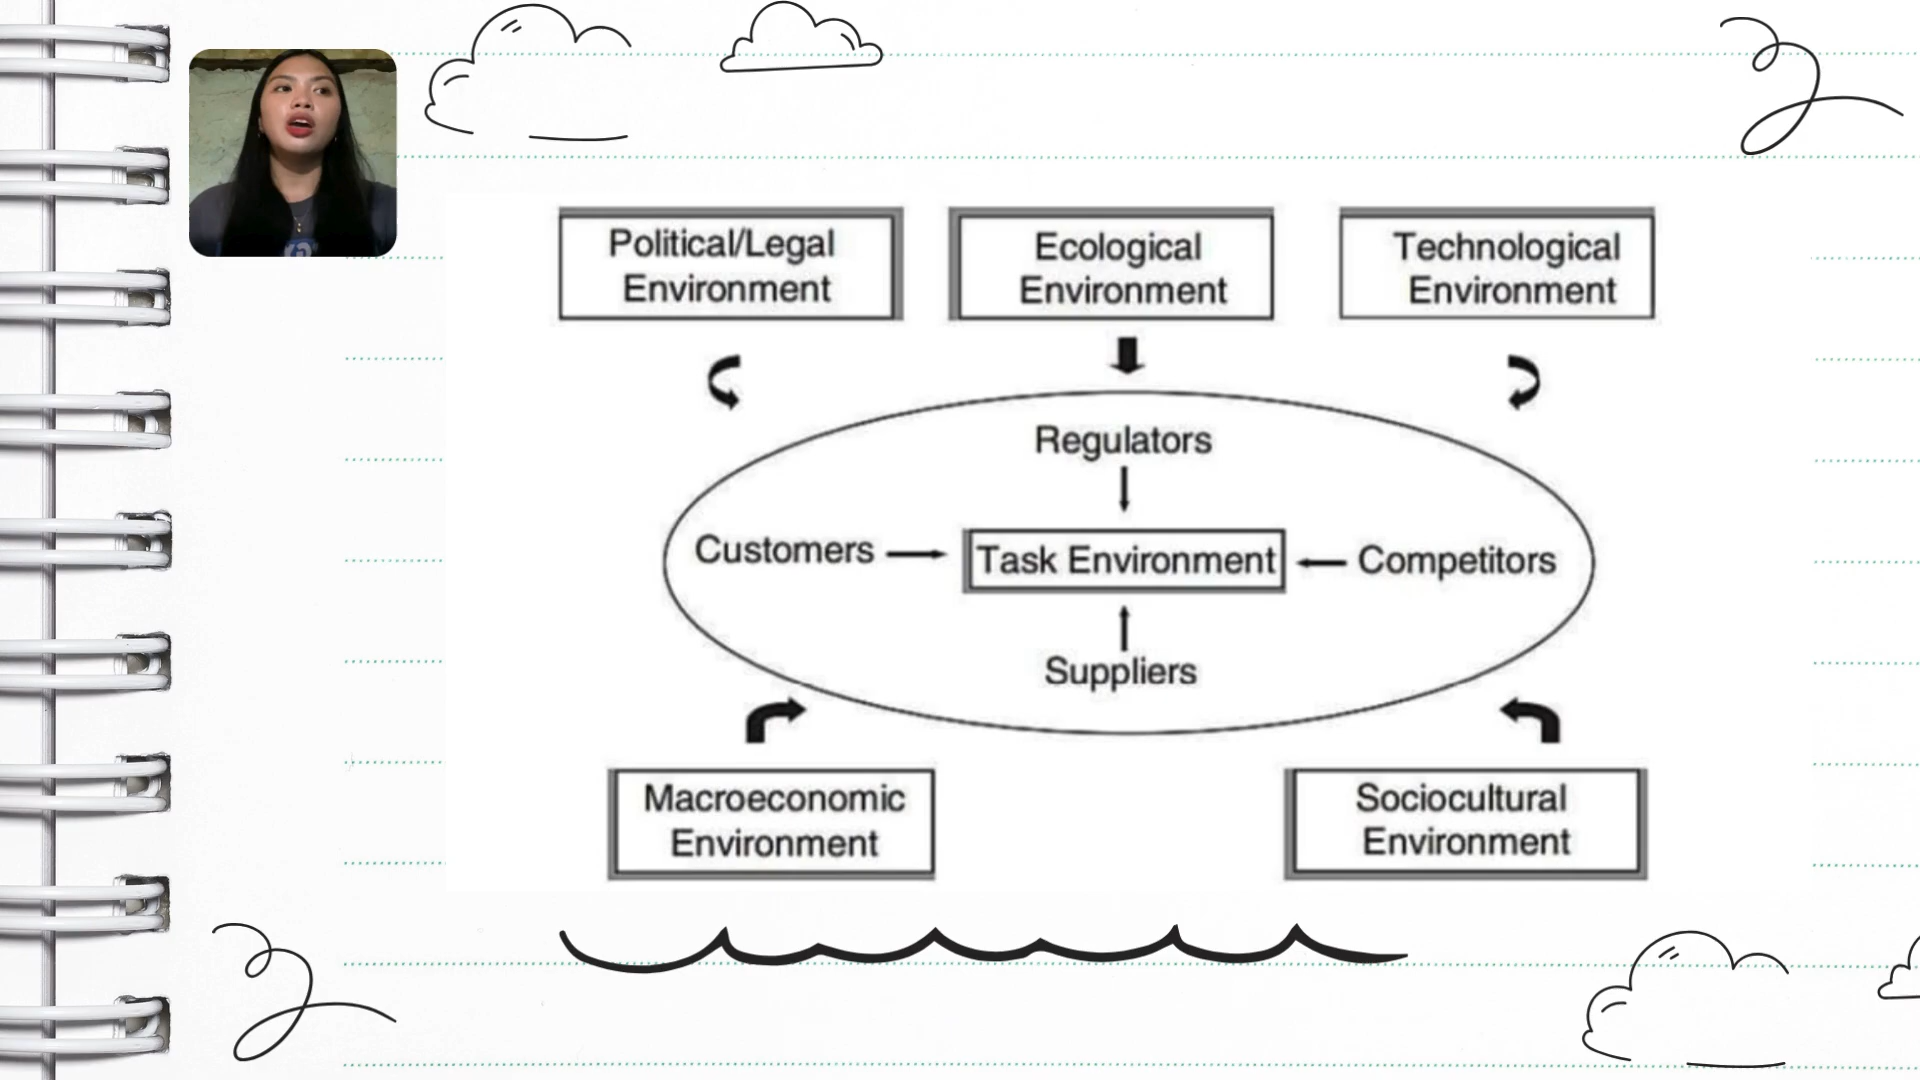 Political/Legal
Environment
Ecological
Environment
Technological
Environment
Regulators
Customers
Task Environment
Competitors
Suppliers
Macroeconomic
Environment
Sociocultural
Environment